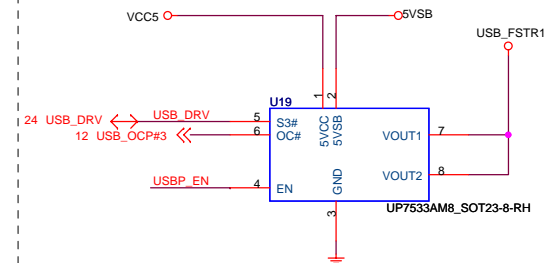 VCC5
5VSB
USB_FSTR1
1
2
U19
24 USB_DRV
USB_DRV
5
S3#
5VCC
5VSB
12 USB_OCP#3
6
OC#
VOUT1
7
USBP_EN
4
EN
GND
VOUT2
8
3
UP7533AM8_SOT23-8-RH